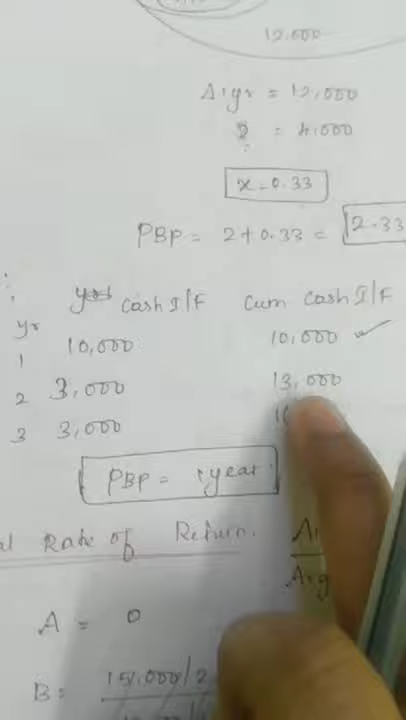 12,000
A1yr = 12,000
? = 4,000
x = 0.33
PBP = 2 + 0.33 = 2.33
yr Cash I/F Cum Cash I/F
1 10,000 10,000 ✓
2 3,000 13,000
3 3,000
PBP = 1 year
Rate of Return.
A = 0
B = 15,000/2